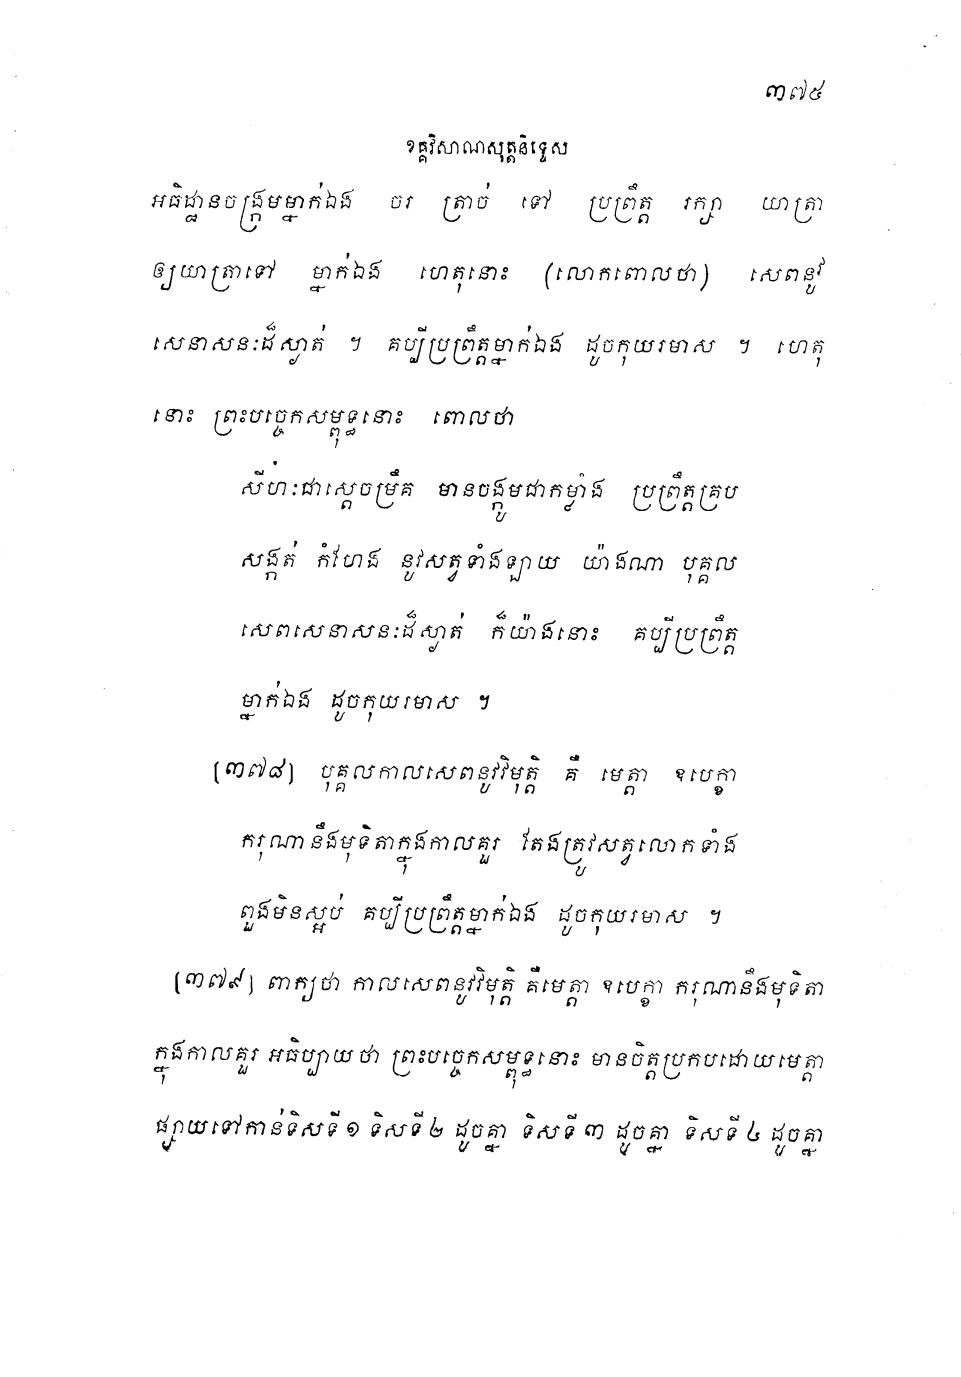 ៣៧៥
ខគ្គវិសាណសុត្តនិទ្ទេស
អធិដ្ឋានចង្ក្រមម្នាក់ឯង ចរ ត្រាច់ ទៅ ប្រព្រឹត្ត រក្សា យាត្រា
ឲ្យយាត្រាទៅ ម្នាក់ឯង ហេតុនោះ (លោកពោលថា) សេពនូវ
សេនាសនៈដ៏ស្ងាត់ ។ គប្បីប្រព្រឹត្តម្នាក់ឯង ដូចកុយរមាស ។ ហេតុ
នោះ ព្រះបច្ចេកសម្ពុទ្ធនោះ ពោលថា
សីហៈជាស្តេចម្រឹគ មានចង្កូមជាកម្លាំង ប្រព្រឹត្តគ្រប
សង្កត់ កំហែង នូវសត្វទាំងឡាយ យ៉ាងណា បុគ្គល
សេពសេនាសនៈដ៏ស្ងាត់ ក៏យ៉ាងនោះ គប្បីប្រព្រឹត្ត
ម្នាក់ឯង ដូចកុយរមាស ។
(៣៧៨) បុគ្គលកាលសេពនូវវិមុត្តិ គឺ មេត្តា ឧបេក្ខា
ករុណានឹងមុទិតាក្នុងកាលគួរ តែងត្រូវសត្វលោកទាំង
ពួងមិនស្អប់ គប្បីប្រព្រឹត្តម្នាក់ឯង ដូចកុយរមាស ។
(៣៧៩) ពាក្យថា កាលសេពនូវវិមុត្តិ គឺមេត្តា ឧបេក្ខា ករុណានឹងមុទិតា
ក្នុងកាលគួរ អធិប្បាយថា ព្រះបច្ចេកសម្ពុទ្ធនោះ មានចិត្តប្រកបដោយមេត្តា
ផ្សាយទៅកាន់ទិសទី ១ ទិសទី ២ ដូចគ្នា ទិសទី ៣ ដូចគ្នា ទិសទី ៤ ដូចគ្នា